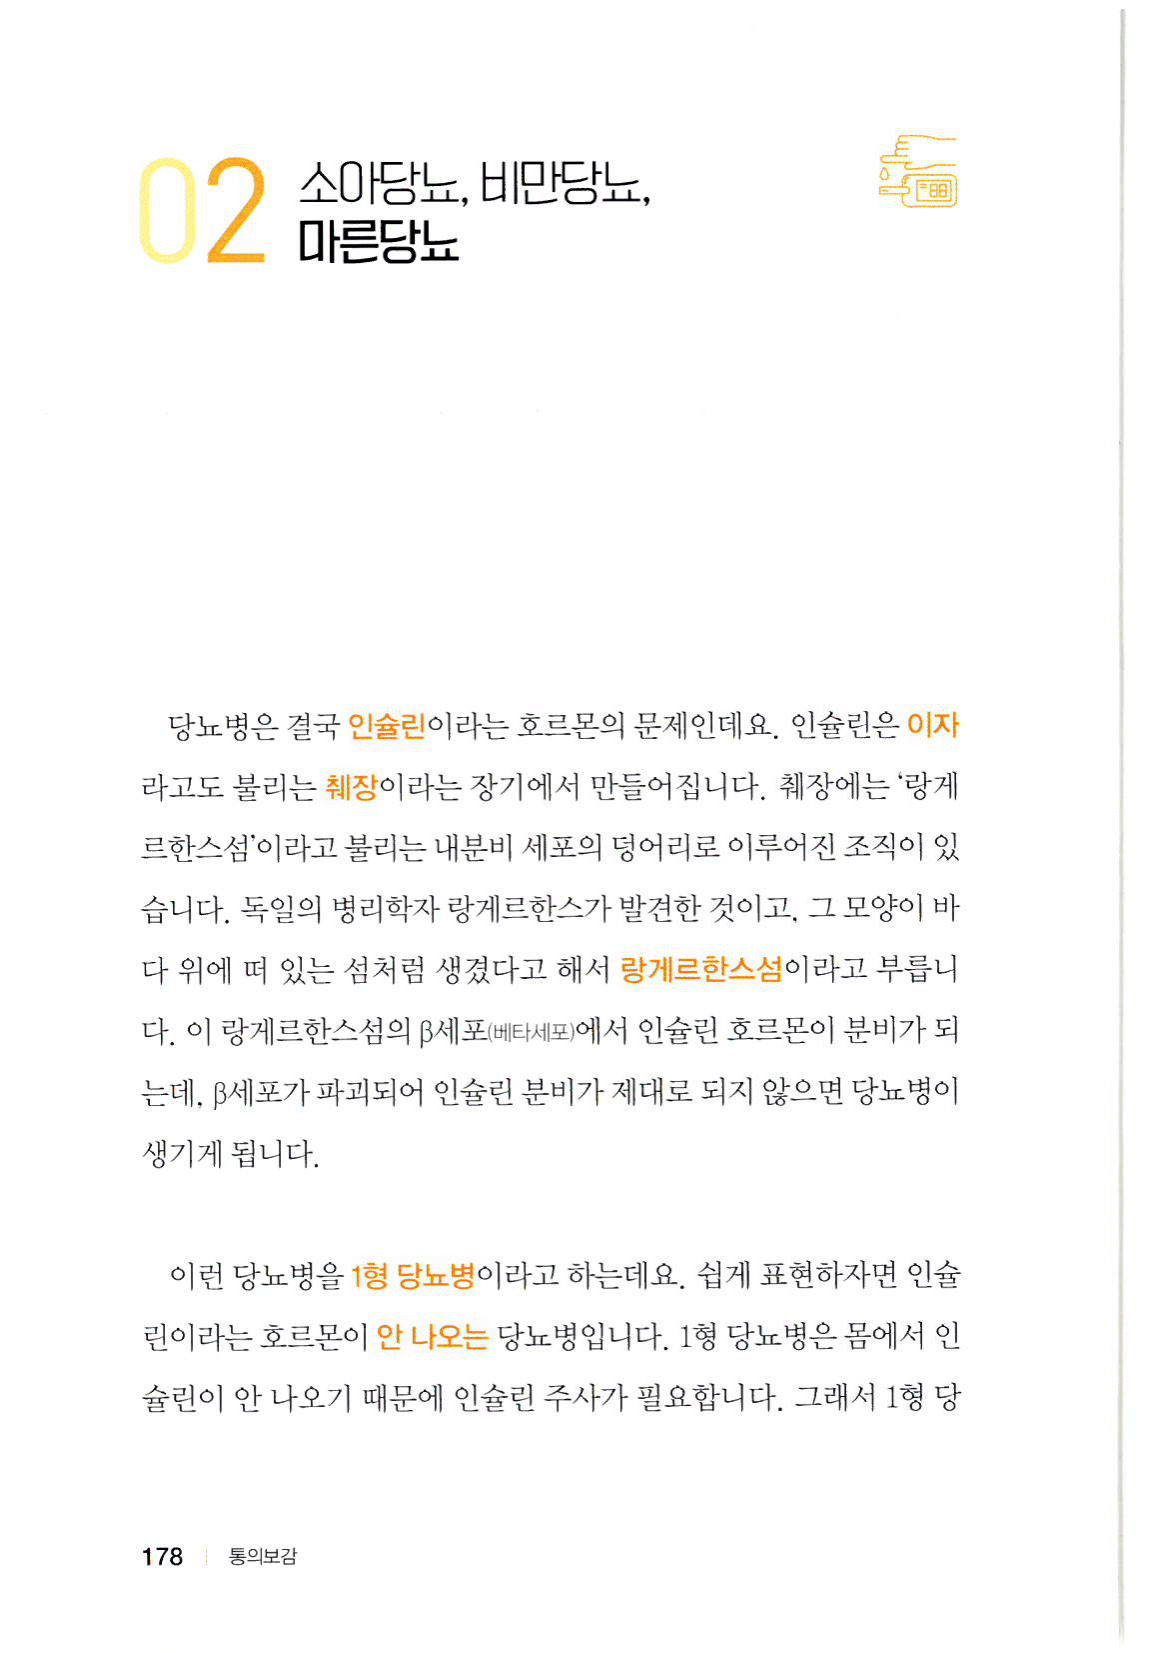 02
소아당뇨, 비만당뇨,
마른당뇨
88
당뇨병은 결국 인슐린이라는 호르몬의 문제인데요. 인슐린은 이자
라고도 불리는 췌장이라는 장기에서 만들어집니다. 췌장에는 ‘랑게
르한스섬’이라고 불리는 내분비 세포의 덩어리로 이루어진 조직이 있
습니다. 독일의 병리학자 랑게르한스가 발견한 것이고, 그 모양이 바
다 위에 떠 있는 섬처럼 생겼다고 해서 랑게르한스섬이라고 부릅니
다. 이 랑게르한스섬의 β세포(베타세포)에서 인슐린 호르몬이 분비가 되
는데, β세포가 파괴되어 인슐린 분비가 제대로 되지 않으면 당뇨병이
생기게 됩니다.
이런 당뇨병을 1형 당뇨병이라고 하는데요. 쉽게 표현하자면 인슐
린이라는 호르몬이 안 나오는 당뇨병입니다. 1형 당뇨병은 몸에서 인
슐린이 안 나오기 때문에 인슐린 주사가 필요합니다. 그래서 1형 당
178 통의보감